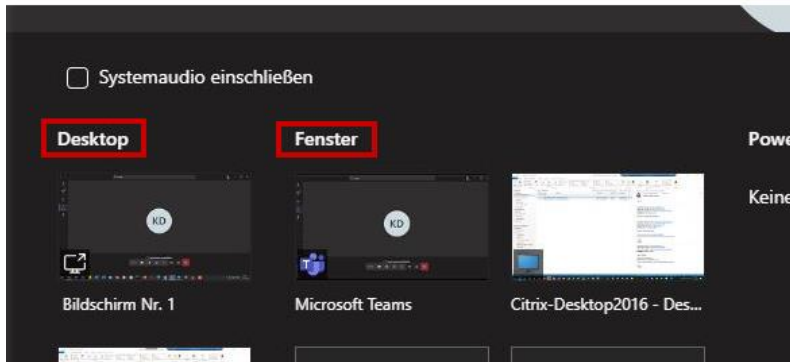 Systemaudio einschließen
Desktop
Fenster
Powe
KD
KD
Keine
Bildschirm Nr. 1
Microsoft Teams
Citrix-Desktop2016 - Des...